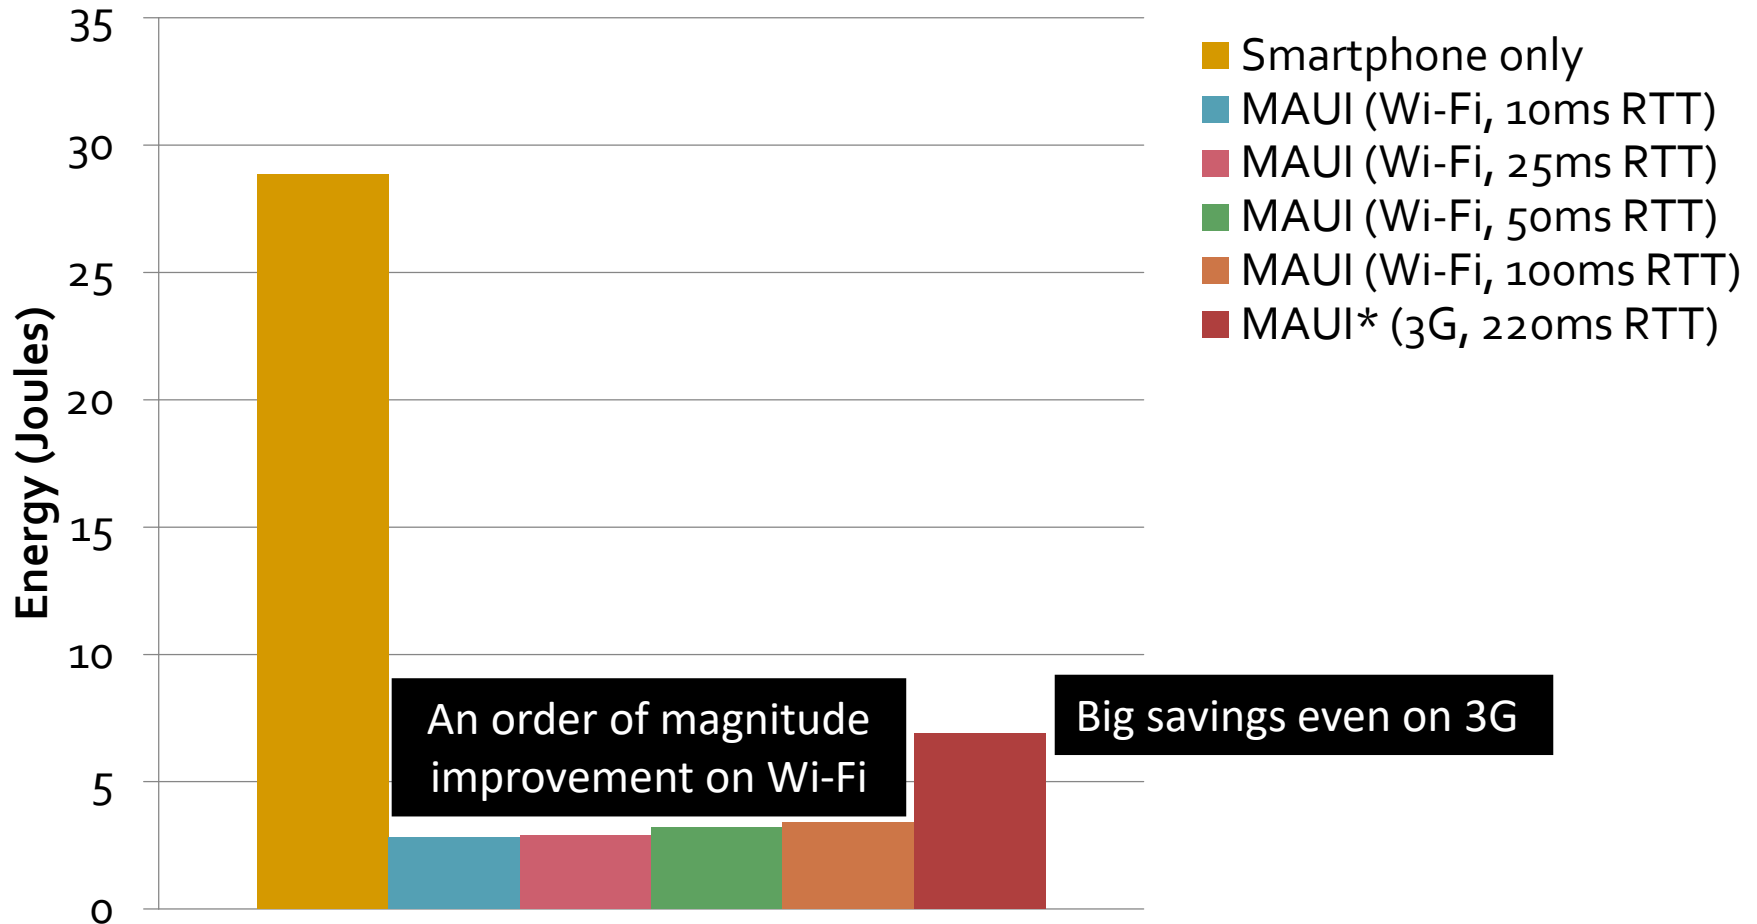 35
30
25
20
15
10
5
0
Energy (Joules)
Smartphone only
MAUI (Wi-Fi, 10ms RTT)
MAUI (Wi-Fi, 25ms RTT)
MAUI (Wi-Fi, 50ms RTT)
MAUI (Wi-Fi, 100ms RTT)
MAUI* (3G, 220ms RTT)
An order of magnitude
improvement on Wi-Fi
Big savings even on 3G